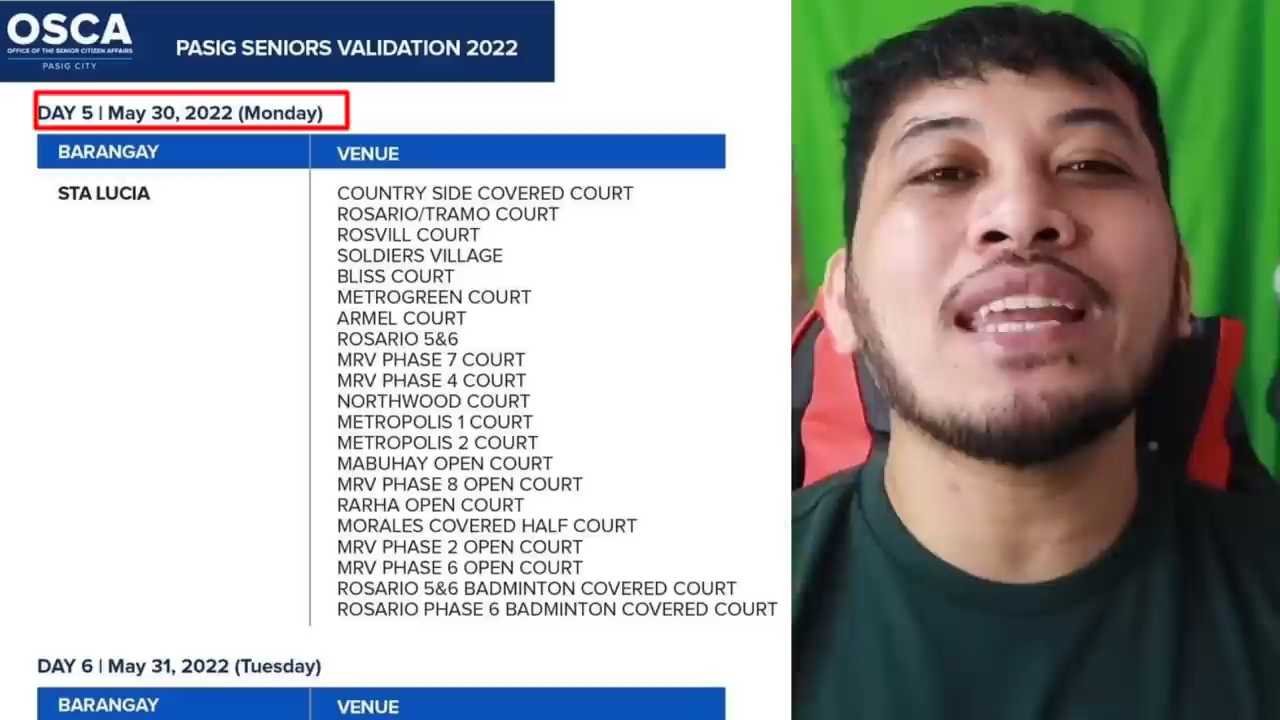 OSCA
OFFICE OF THE SENIOR CITIZEN AFFAIRS
PASIG CITY
PASIG SENIORS VALIDATION 2022
DAY 5 | May 30, 2022 (Monday)
BARANGAY VENUE
STA LUCIA COUNTRY SIDE COVERED COURT
ROSARIO/TRAMO COURT
ROSVILL COURT
SOLDIERS VILLAGE
BLISS COURT
METROGREEN COURT
ARMEL COURT
ROSARIO 5&6
MRV PHASE 7 COURT
MRV PHASE 4 COURT
NORTHWOOD COURT
METROPOLIS 1 COURT
METROPOLIS 2 COURT
MABUHAY OPEN COURT
MRV PHASE 8 OPEN COURT
RARHA OPEN COURT
MORALES COVERED HALF COURT
MRV PHASE 2 OPEN COURT
MRV PHASE 6 OPEN COURT
ROSARIO 5&6 BADMINTON COVERED COURT
ROSARIO PHASE 6 BADMINTON COVERED COURT
DAY 6 | May 31, 2022 (Tuesday)
BARANGAY VENUE